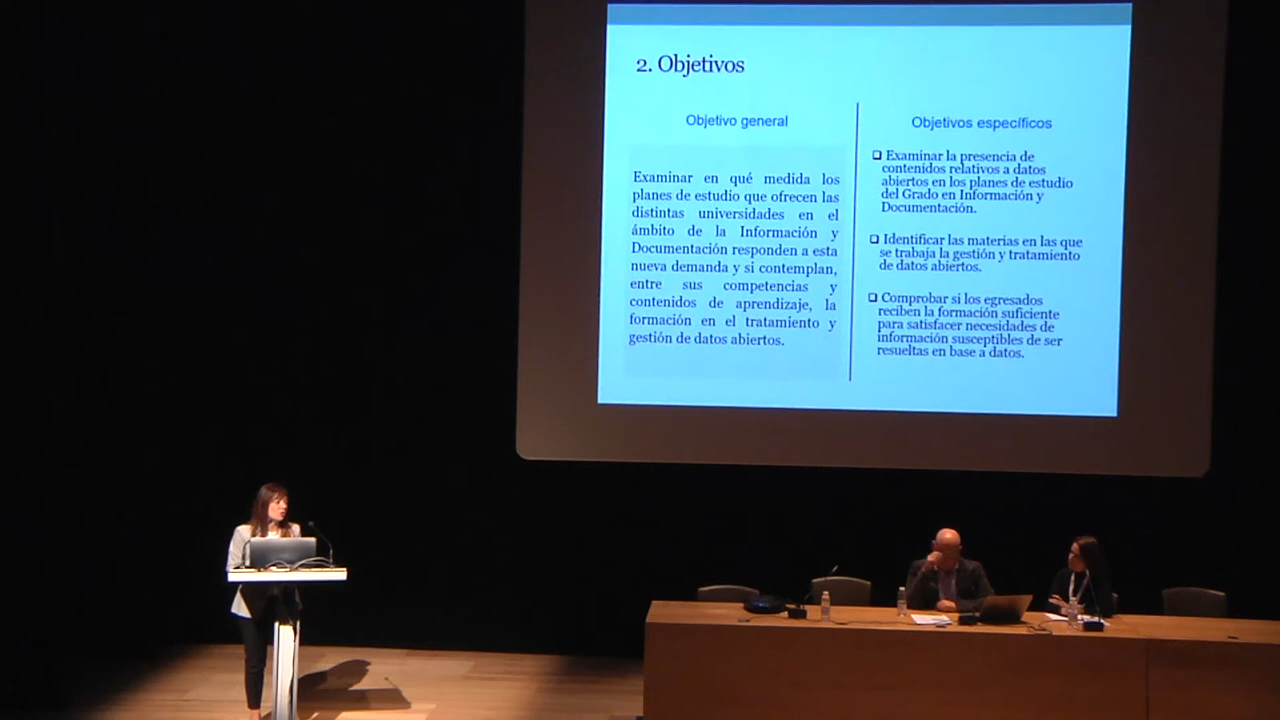 2. Objetivos
Objetivo general
Examinar en qué medida los
planes de estudio que ofrecen las
distintas universidades en el
ámbito de la Información y
Documentación responden a esta
nueva demanda y si contemplan,
entre sus competencias y
contenidos de aprendizaje, la
formación en el tratamiento y
gestión de datos abiertos.
Objetivos específicos
❑ Examinar la presencia de
contenidos relativos a datos
abiertos en los planes de estudio
del Grado en Información y
Documentación.
❑ Identificar las materias en las que
se trabaja la gestión y tratamiento
de datos abiertos.
❑ Comprobar si los egresados
reciben la formación suficiente
para satisfacer necesidades de
información susceptibles de ser
resueltas en base a datos.